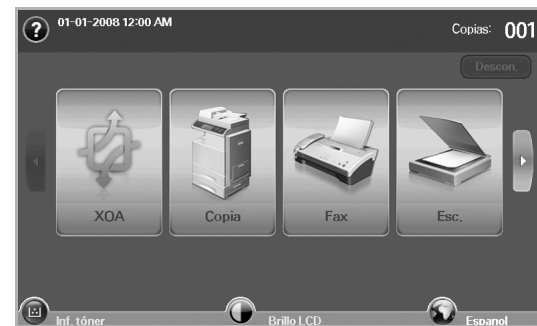 ? 01-01-2008 12:00 AM Copias: 001
Descon.
XOA Copia Fax Esc.
Inf. tóner Brillo LCD Espanol